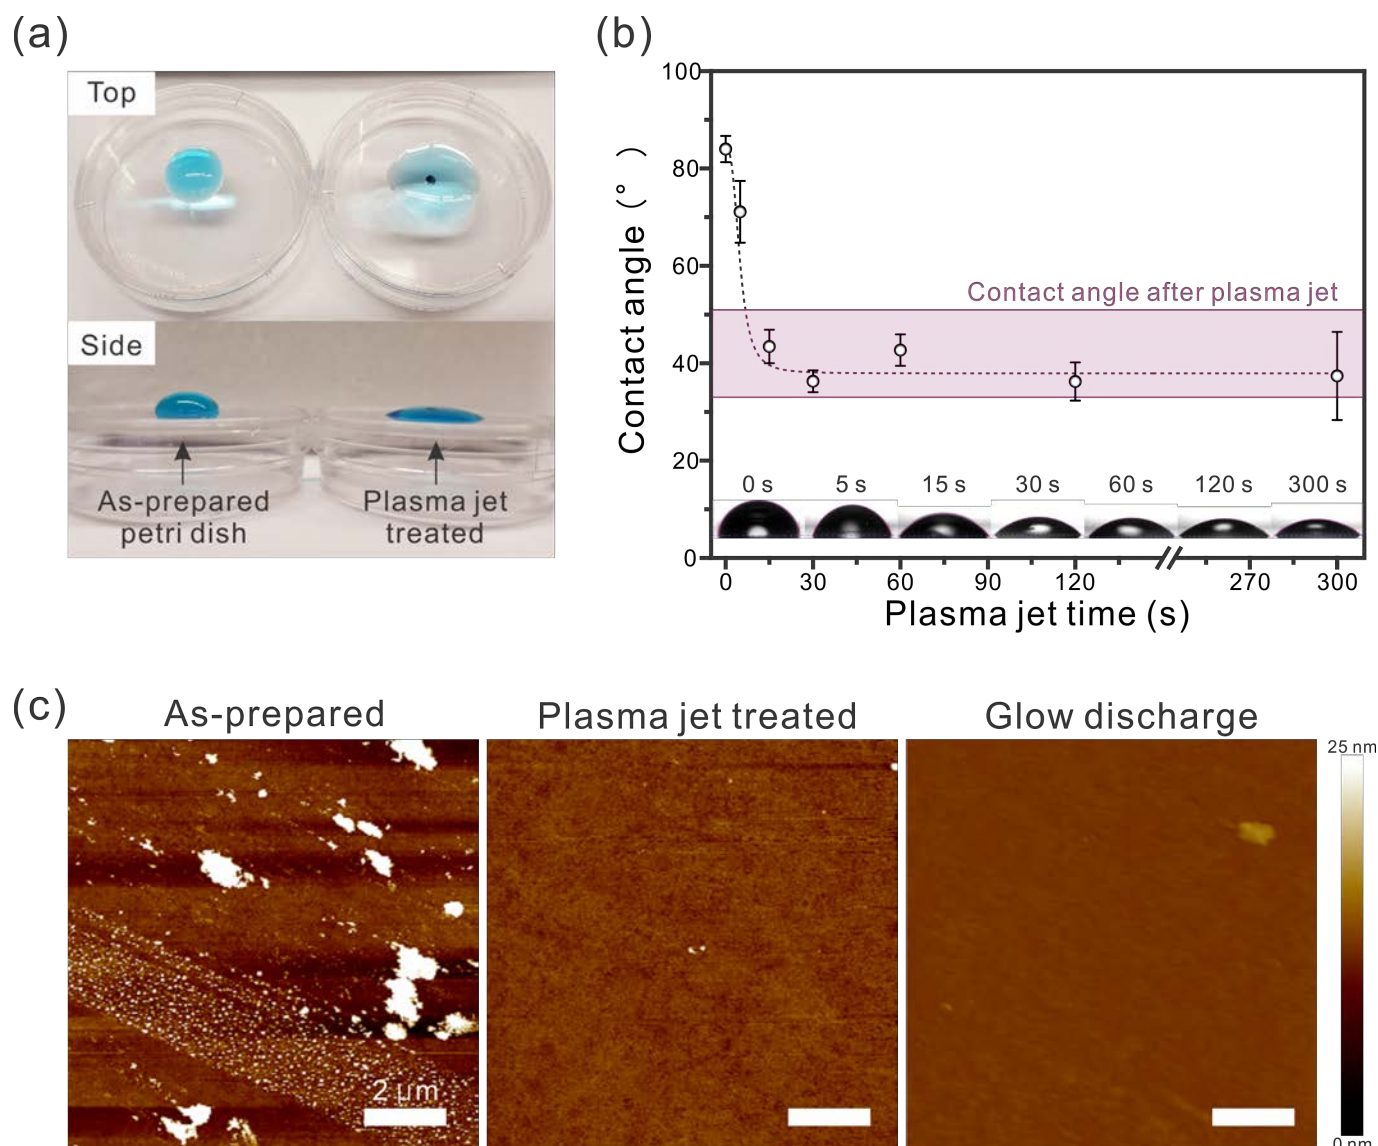 (a)
Top
Side
As-prepared
petri dish
Plasma jet
treated
(b)
Contact angle (°)
100
80
60
40
20
0
Contact angle after plasma jet
0 s
5 s
15 s
30 s
60 s
120 s
300 s
0
30
60
90
120
270
300
Plasma jet time (s)
(c)
As-prepared
Plasma jet treated
Glow discharge
2 μm
25 nm
0 nm